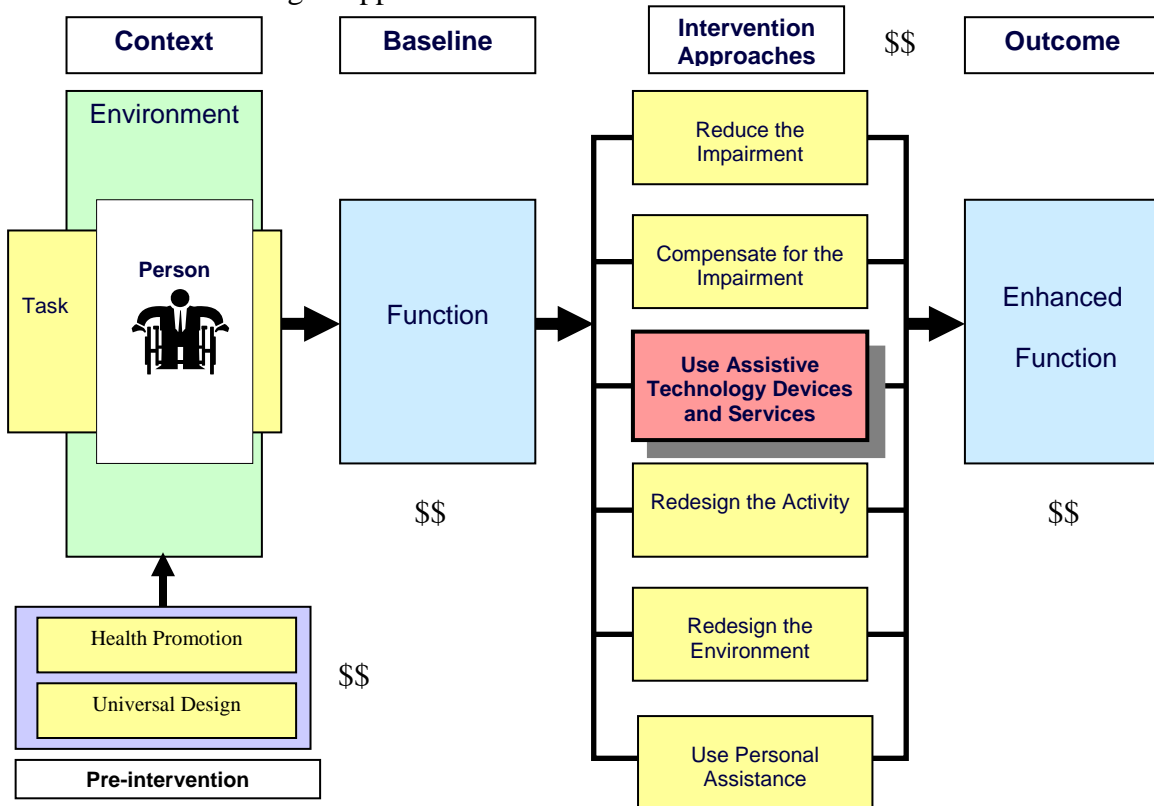 Context
Baseline
Intervention
Approaches
$$
Outcome
Environment
Task
Person
Function
$$
Reduce the
Impairment
Compensate for the
Impairment
Use Assistive
Technology Devices
and Services
Redesign the Activity
Redesign the
Environment
Use Personal
Assistance
Enhanced
Function
$$
Health Promotion
Universal Design
$$
Pre-intervention